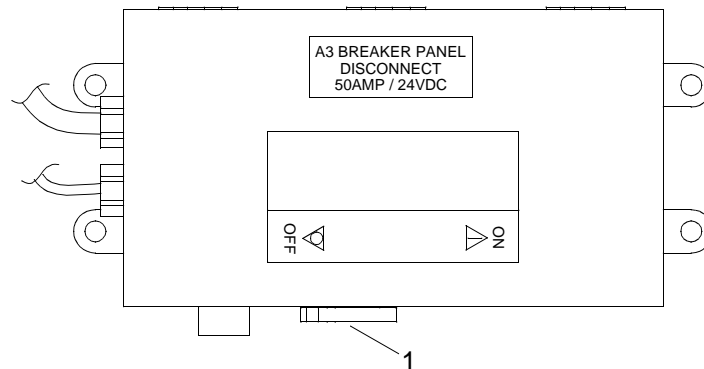 A3 BREAKER PANEL
DISCONNECT
50AMP / 24VDC
OFF
ON
1